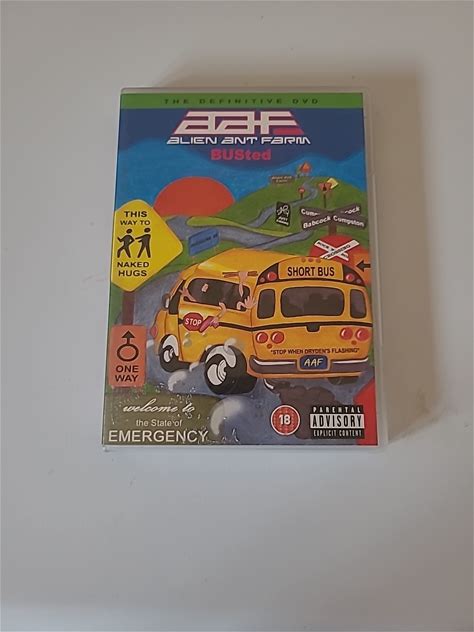 THE DEFINITIVE DVD
aaf
ALIEN ANT FARM
BUSted
THIS
WAY TO
NAKED
HUGS
Babcock
Cumpston
SHORT BUS
STOP
"STOP WHEN DRYDEN'S FLASHING"
AAF
ONE
WAY
welcome to
the State of
EMERGENCY
18
PARENTAL
ADVISORY
EXPLICIT CONTENT